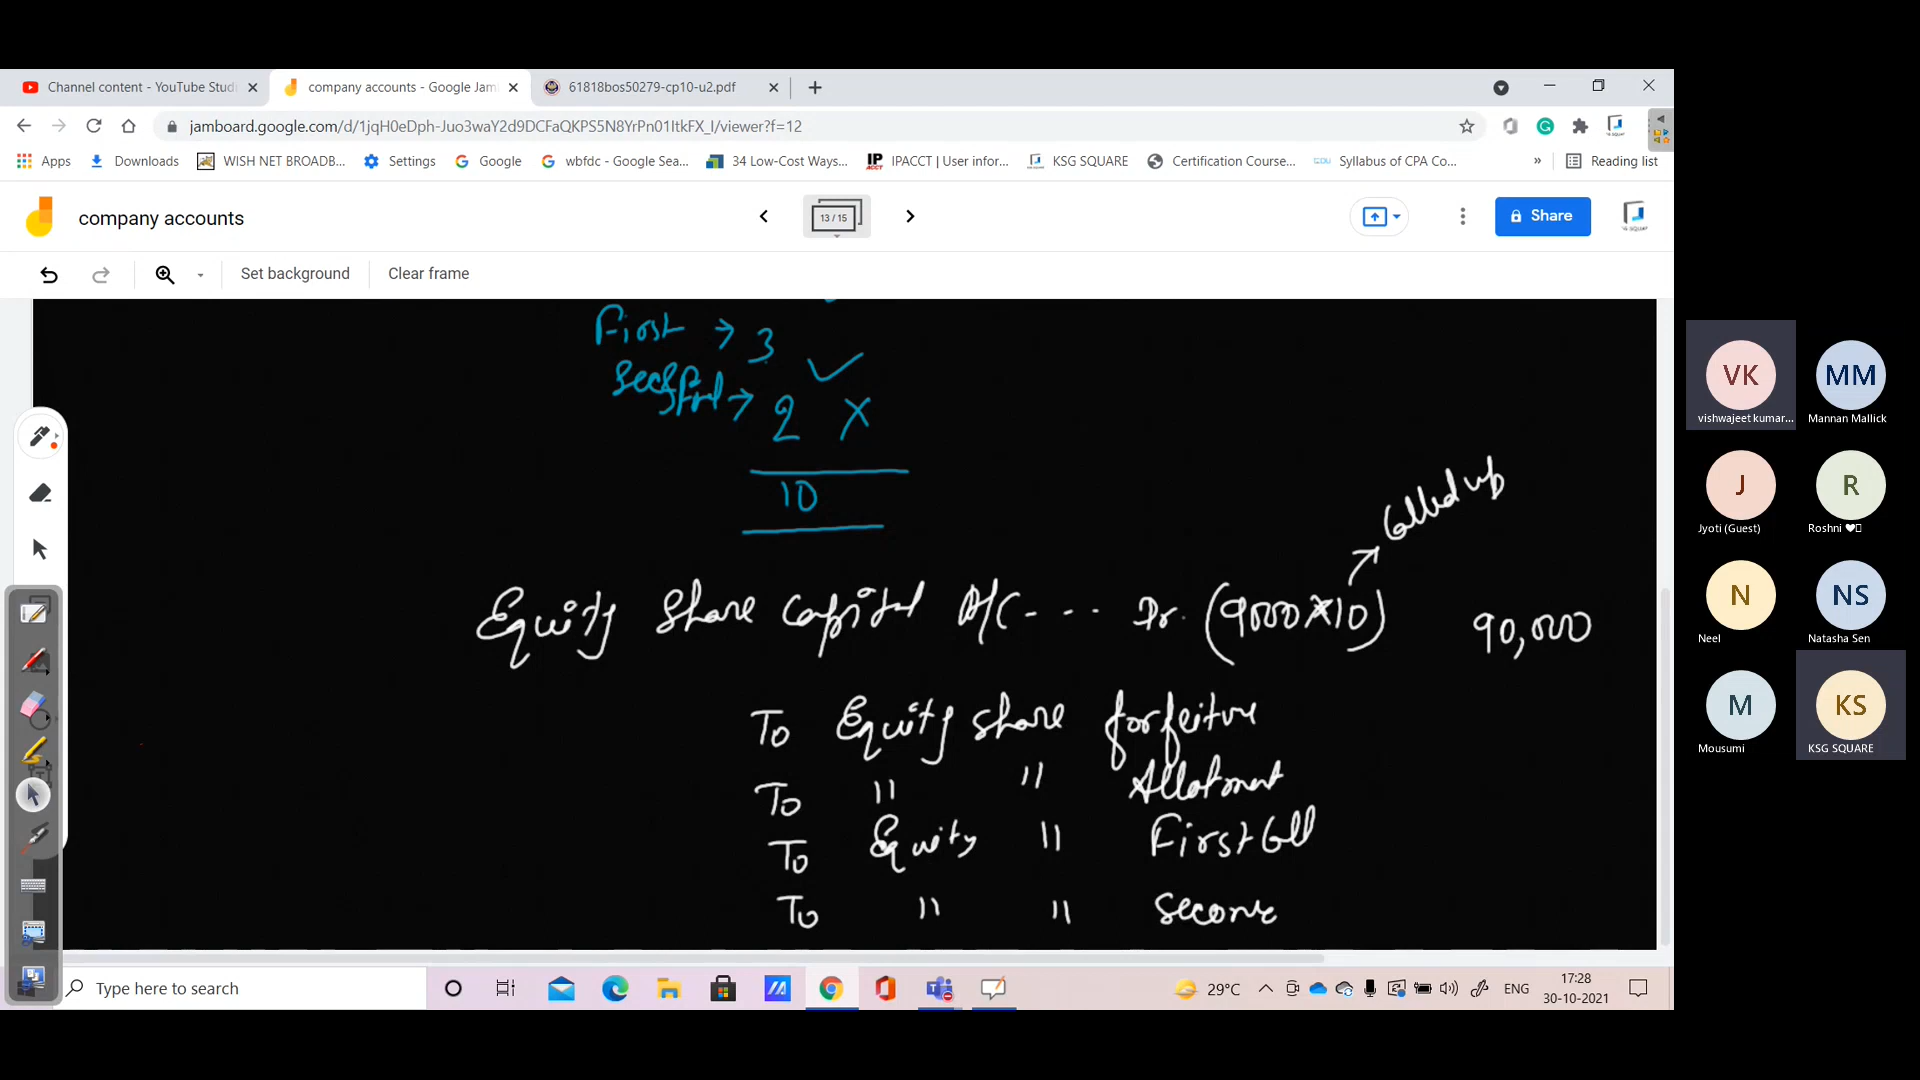 Channel content - YouTube Studi
company accounts - Google Jam
61818bos50279-cp10-u2.pdf
jamboard.google.com/d/1jqH0eDph-Juo3waY2d9DCFaQKPS5N8YrPn01ItkFX_I/viewer?f=12
Apps Downloads WISH NET BROADB... Settings Google wbfdc - Google Sea... 34 Low-Cost Ways... IPACCT | User infor... KSG SQUARE Certification Course... Syllabus of CPA Co... » Reading list
company accounts
13 / 15
Share
Set background Clear frame
First → 3
→ 2 X
10
Called up
Equity Share Capital A/C - - - Dr. (9000 X 10) 90,000
To Equity share forfeiture
To " " Allotment
To Equity " First Call
To " " Second
VK
vishwajeet kumar...
MM
Mannan Mallick
J
Jyoti (Guest)
R
Roshni ❤
N
Neel
NS
Natasha Sen
M
Mousumi
KS
KSG SQUARE
Type here to search
29°C
ENG
17:28
30-10-2021